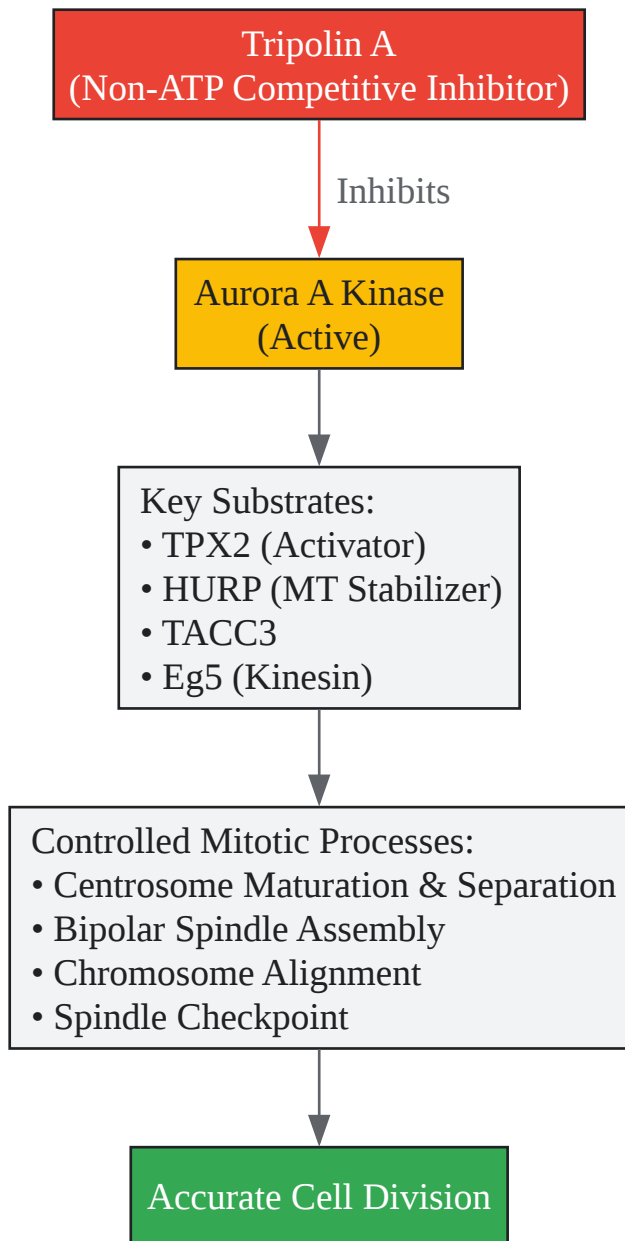 Tripolin A
(Non-ATP Competitive Inhibitor)
Inhibits
Aurora A Kinase
(Active)
Key Substrates:
• TPX2 (Activator)
• HURP (MT Stabilizer)
• TACC3
• Eg5 (Kinesin)
Controlled Mitotic Processes:
• Centrosome Maturation & Separation
• Bipolar Spindle Assembly
• Chromosome Alignment
• Spindle Checkpoint
Accurate Cell Division